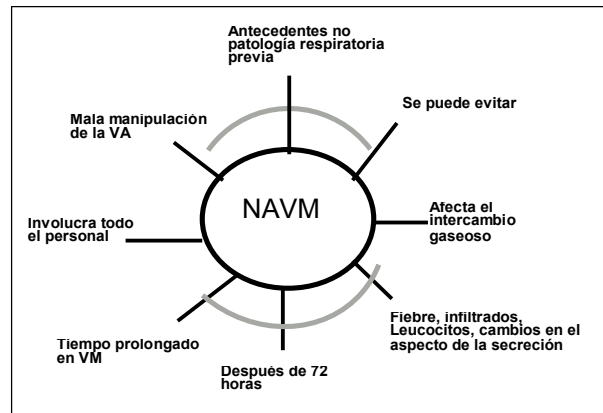 Antecedentes no
patología respiratoria
previa
Mala manipulación
de la VA
Se puede evitar
NAVM
Involucra todo
el personal
Afecta el
intercambio
gaseoso
Tiempo prolongado
en VM
Después de 72
horas
Fiebre, infiltrados,
Leucocitos, cambios en el
aspecto de la secreción